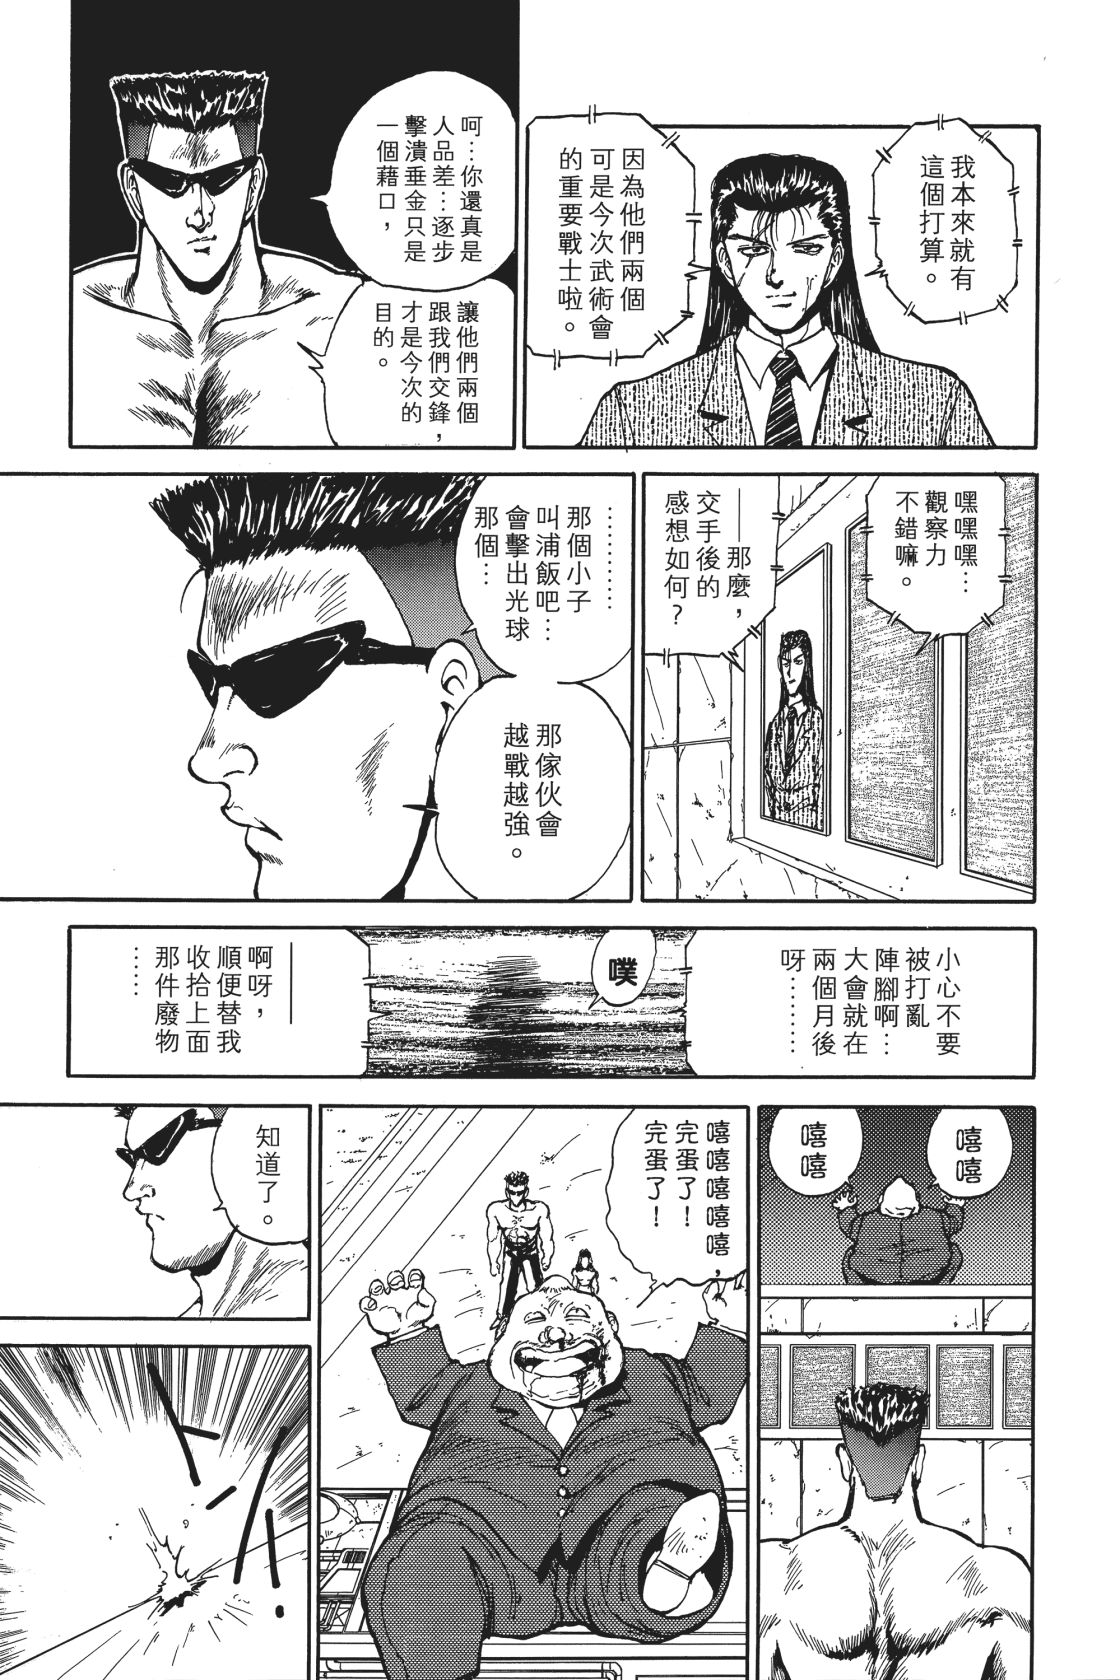 我本來就有
這個打算。
因為他們兩個
可是今次武術會
的重要戰士啦。
呵…你還真是
人品差…逐步
擊潰垂金只是
一個藉口，
讓他們兩個
跟我們交鋒，
才是今次的
目的。
嘿嘿嘿…
觀察力
不錯嘛。
——那麼，
交手後的
感想如何？
…………
那個小子
叫浦飯吧…
會擊出光球
那個…
那傢伙會
越戰越強。
小心不要
被打亂
陣腳啊…
大會就在
兩個月後
呀………
噗
——
啊呀，
順便替我
收拾上面
那件廢物
……
嘻嘻
嘻嘻
嘻嘻嘻嘻嘻，
完蛋了！
完蛋了！
知道了。